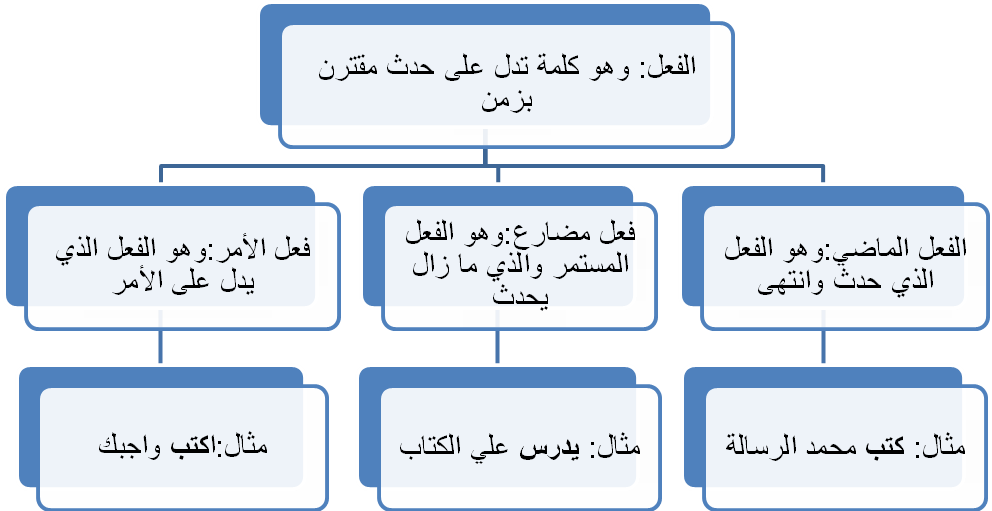 الفعل: وهو كلمة تدل على حدث مقترن
بزمن
الفعل الماضي:وهو الفعل
الذي حدث وانتهى
فعل مضارع:وهو الفعل
المستمر والذي ما زال
يحدث
فعل الأمر:وهو الفعل الذي
يدل على الأمر
مثال: كتب محمد الرسالة
مثال: يدرس علي الكتاب
مثال:اكتب واجبك